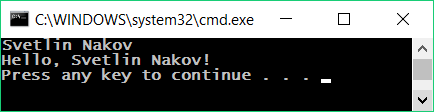 C:\WINDOWS\system32\cmd.exe
Svetlin Nakov
Hello, Svetlin Nakov!
Press any key to continue . . .